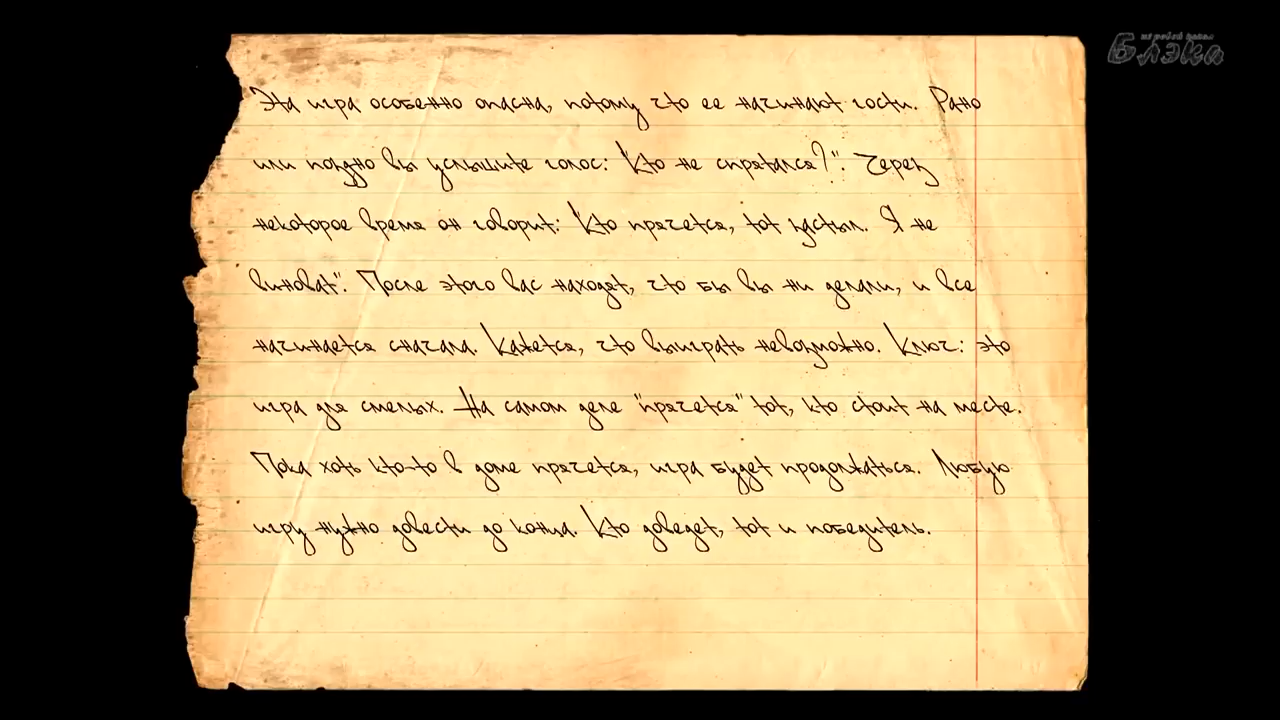 Эта игра особенно опасна, потому что ее начинают гости. Рано
или поздно вы услышите голос: "Кто не спрятался?". Через
некоторое время он говорит: "Кто прячется, тот застыл. Я не
виноват". После этого вас находят, что бы вы ни делали, и все
начинается сначала. Кажется, что выиграть невозможно. Ключ: это
игра для смелых. На самом деле "прячется" тот, кто стоит на месте.
Пока хоть кто-то в доме прячется, игра будет продолжаться. Любую
игру нужно довести до конца. Кто доведет, тот и победитель.
Блэка